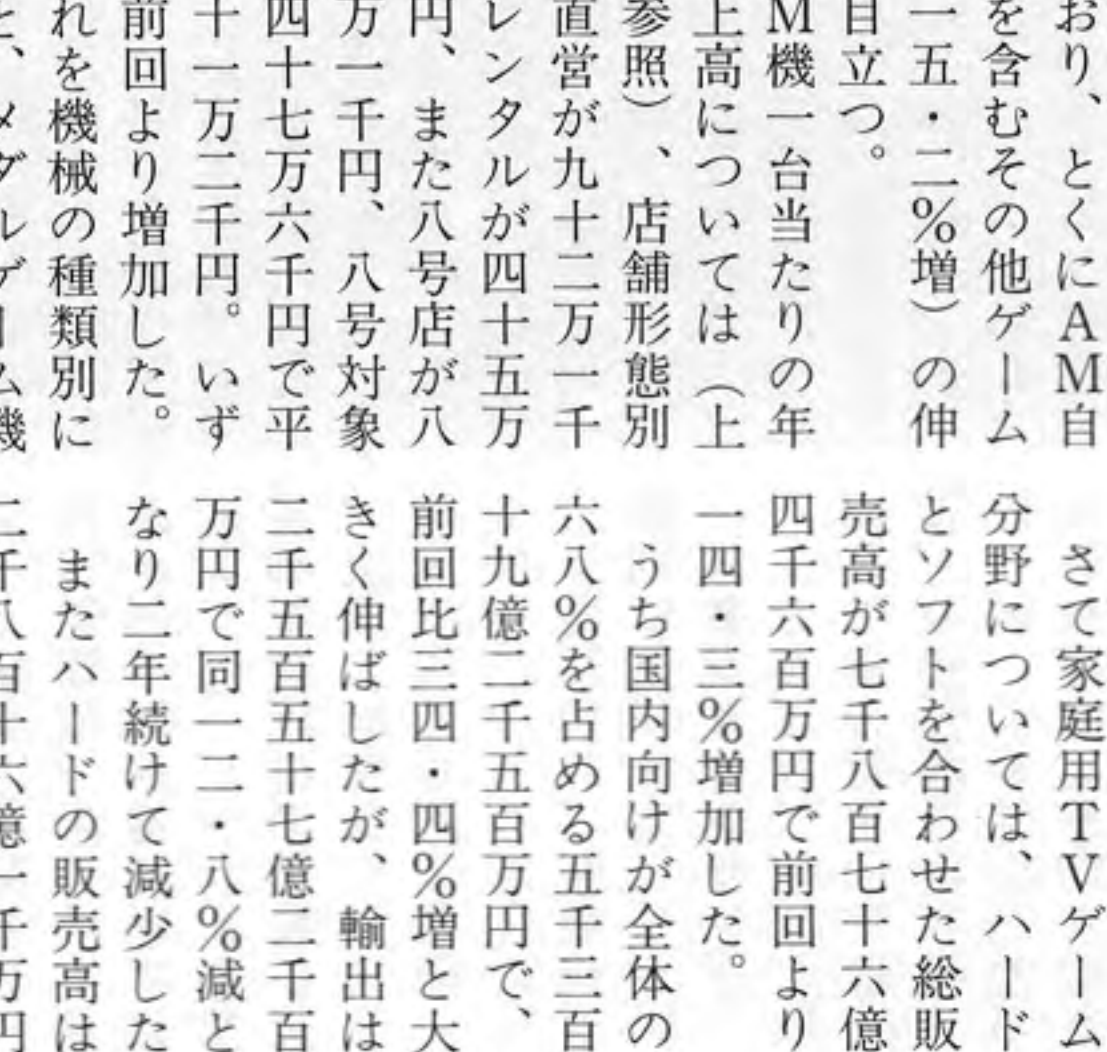 おり、とくにＡＭ自
を含むその他ゲーム
一五・二％増）の伸
目立つ。
Ｍ機一台当たりの年
上高については（上
参照）、店舗形態別
直営が九十二万一千
レンタルが四十五万
円、また八号店が八
万一千円、八号対象
四十七万六千円で平
十一万二千円。いず
前回より増加した。
れを機械の種類別に
と、メダルゲーム機
さて家庭用ＴＶゲーム
分野については、ハード
とソフトを合わせた総販
売高が七千八百七十六億
四千六百万円で前回より
一四・三％増加した。
うち国内向けが全体の
六八％を占める五千三百
十九億二千五百万円で、
前回比三四・四％増と大
きく伸ばしたが、輸出は
二千五百五十七億二千百
万円で同一二・八％減と
なり二年続けて減少した
またハードの販売高は
二千八百十六億一千万円